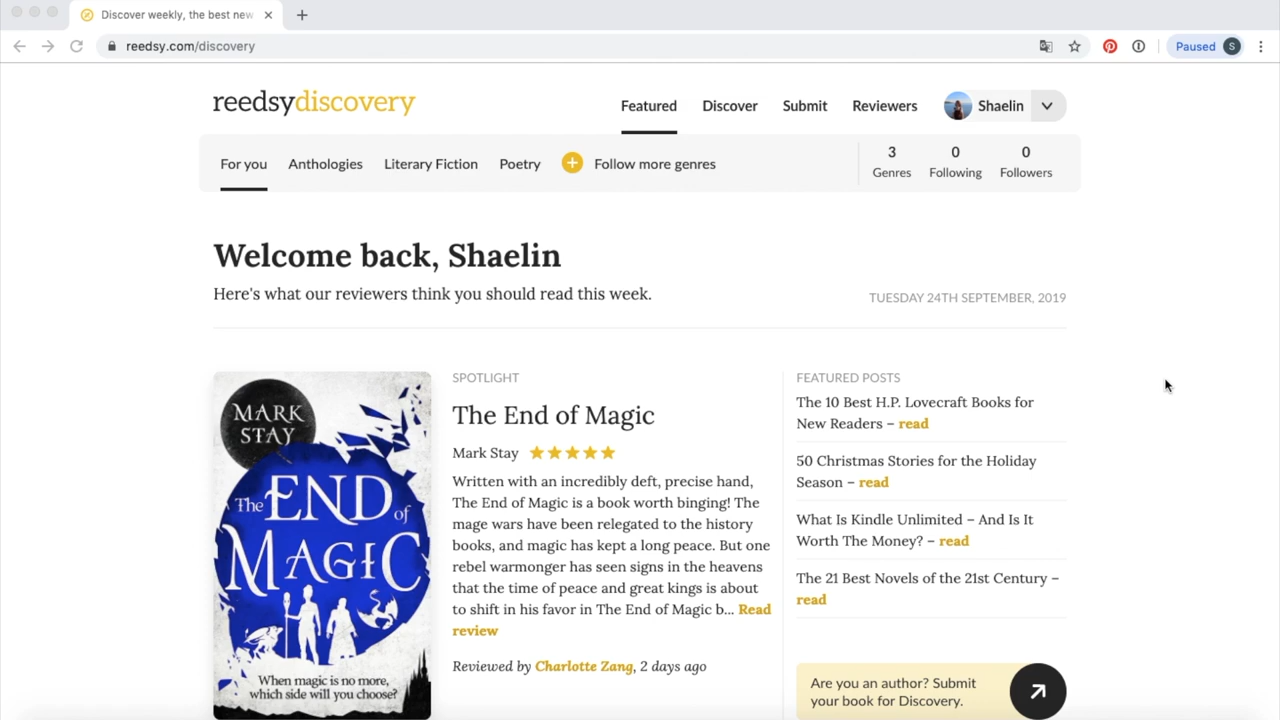 Discover weekly, the best new
reedsy.com/discovery
Paused S
reedsydiscovery
Featured Discover Submit Reviewers Shaelin
For you Anthologies Literary Fiction Poetry + Follow more genres
3 0 0
Genres Following Followers
Welcome back, Shaelin
Here's what our reviewers think you should read this week.
TUESDAY 24TH SEPTEMBER, 2019
MARK
STAY
The END of
MAGIC
When magic is no more,
which side will you choose?
SPOTLIGHT
The End of Magic
Mark Stay
Written with an incredibly deft, precise hand,
The End of Magic is a book worth binging! The
mage wars have been relegated to the history
books, and magic has kept a long peace. But one
rebel warmonger has seen signs in the heavens
that the time of peace and great kings is about
to shift in his favor in The End of Magic b... Read
review
Reviewed by Charlotte Zang, 2 days ago
FEATURED POSTS
The 10 Best H.P. Lovecraft Books for
New Readers – read
50 Christmas Stories for the Holiday
Season – read
What Is Kindle Unlimited – And Is It
Worth The Money? – read
The 21 Best Novels of the 21st Century –
read
Are you an author? Submit
your book for Discovery.